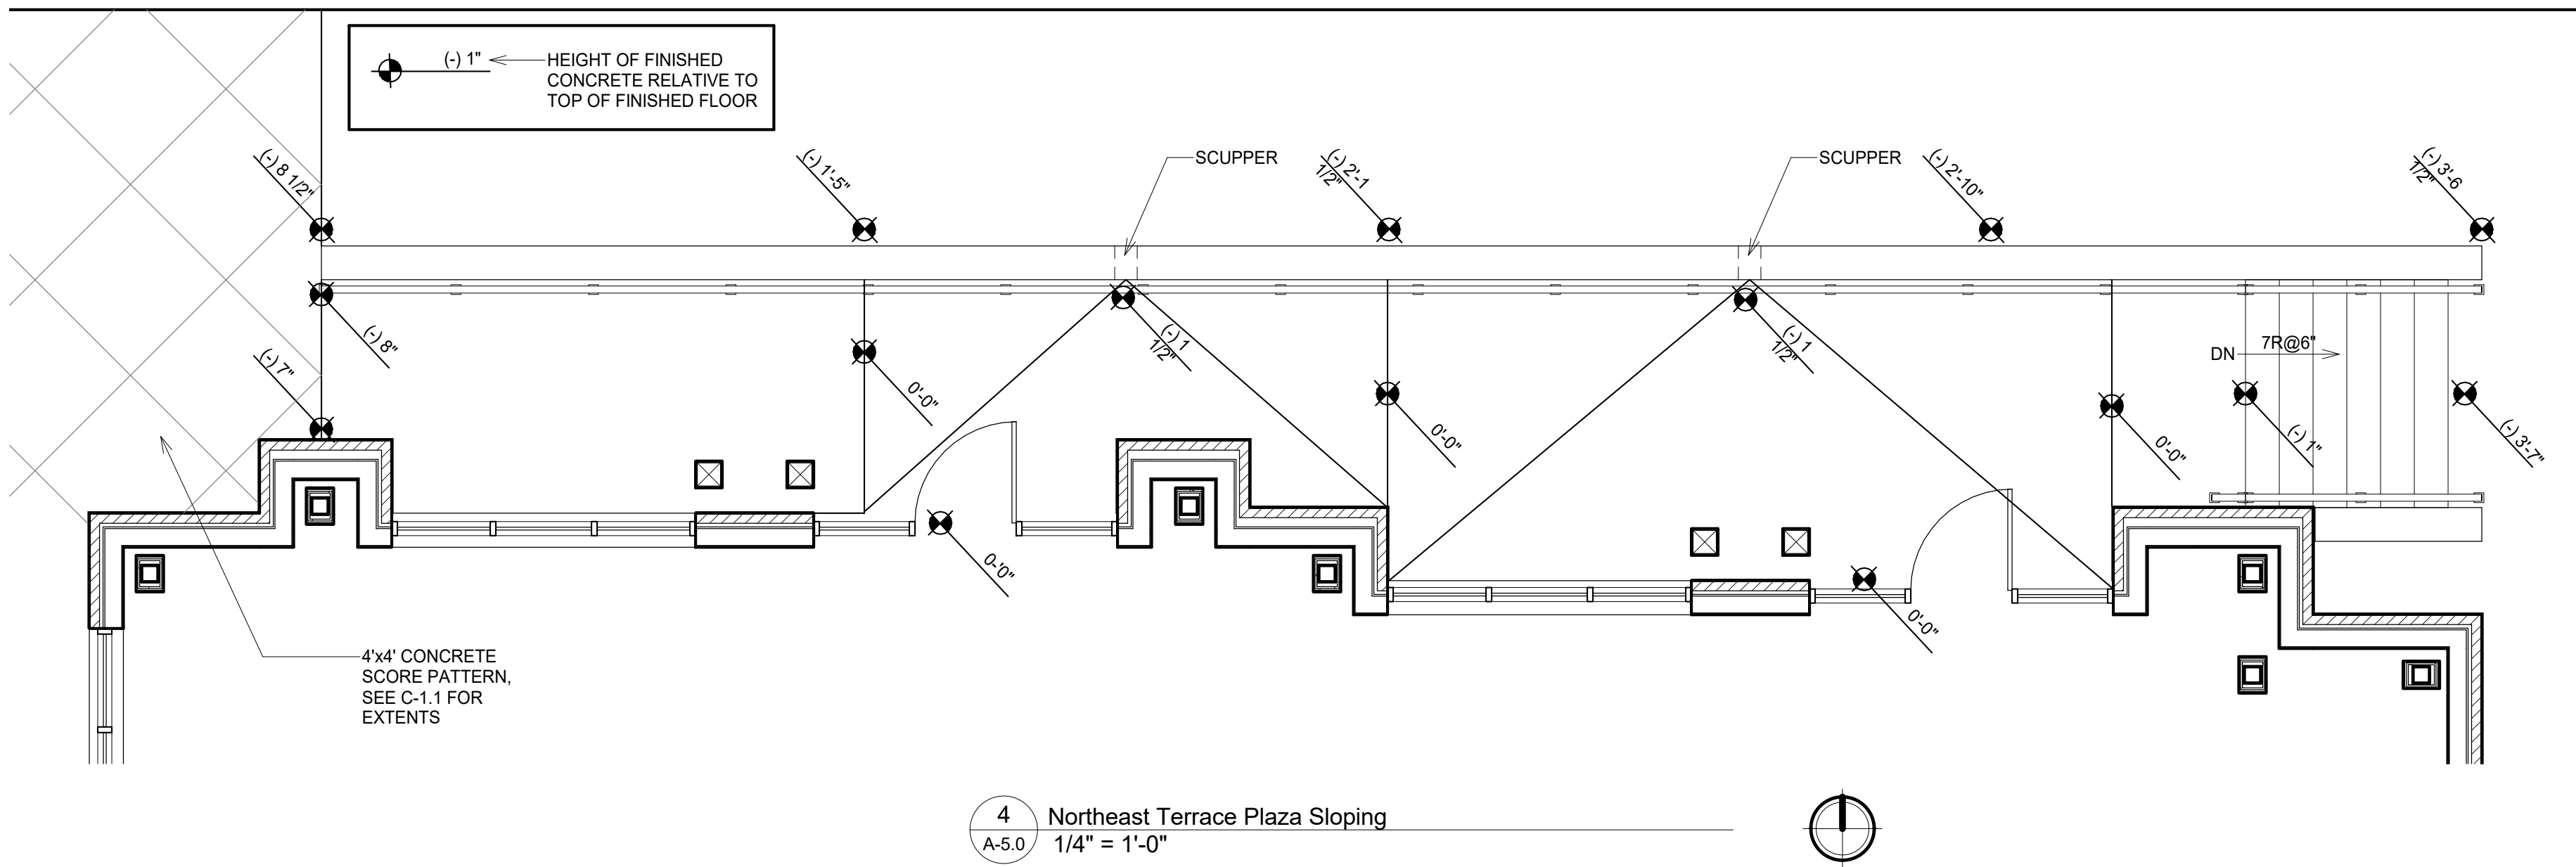 (-) 1"
HEIGHT OF FINISHED
CONCRETE RELATIVE TO
TOP OF FINISHED FLOOR
(-) 8 1/2"
(-) 1'-5"
SCUPPER
(-) 2'-1
1/2"
SCUPPER
(-) 2'-10"
(-) 3'-6
1/2"
(-) 8"
(-) 7"
0'-0"
(-) 1
1/2"
0'-0"
(-) 1
1/2"
0'-0"
DN
7R@6"
(-) 1"
(-) 3'-7"
0-'0"
0'-0"
4'x4' CONCRETE
SCORE PATTERN,
SEE C-1.1 FOR
EXTENTS
4
A-5.0
Northeast Terrace Plaza Sloping
1/4" = 1'-0"